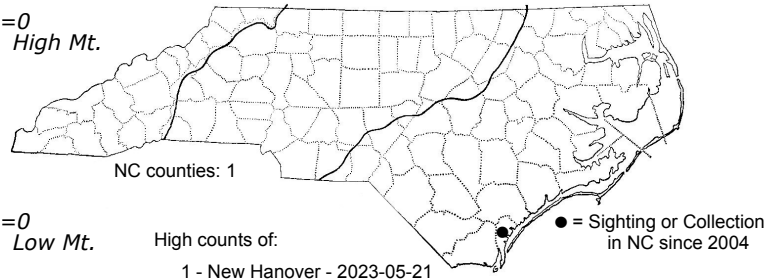 =0
High Mt.
NC counties: 1
=0
Low Mt.
High counts of:
1 - New Hanover - 2023-05-21
● = Sighting or Collection
in NC since 2004